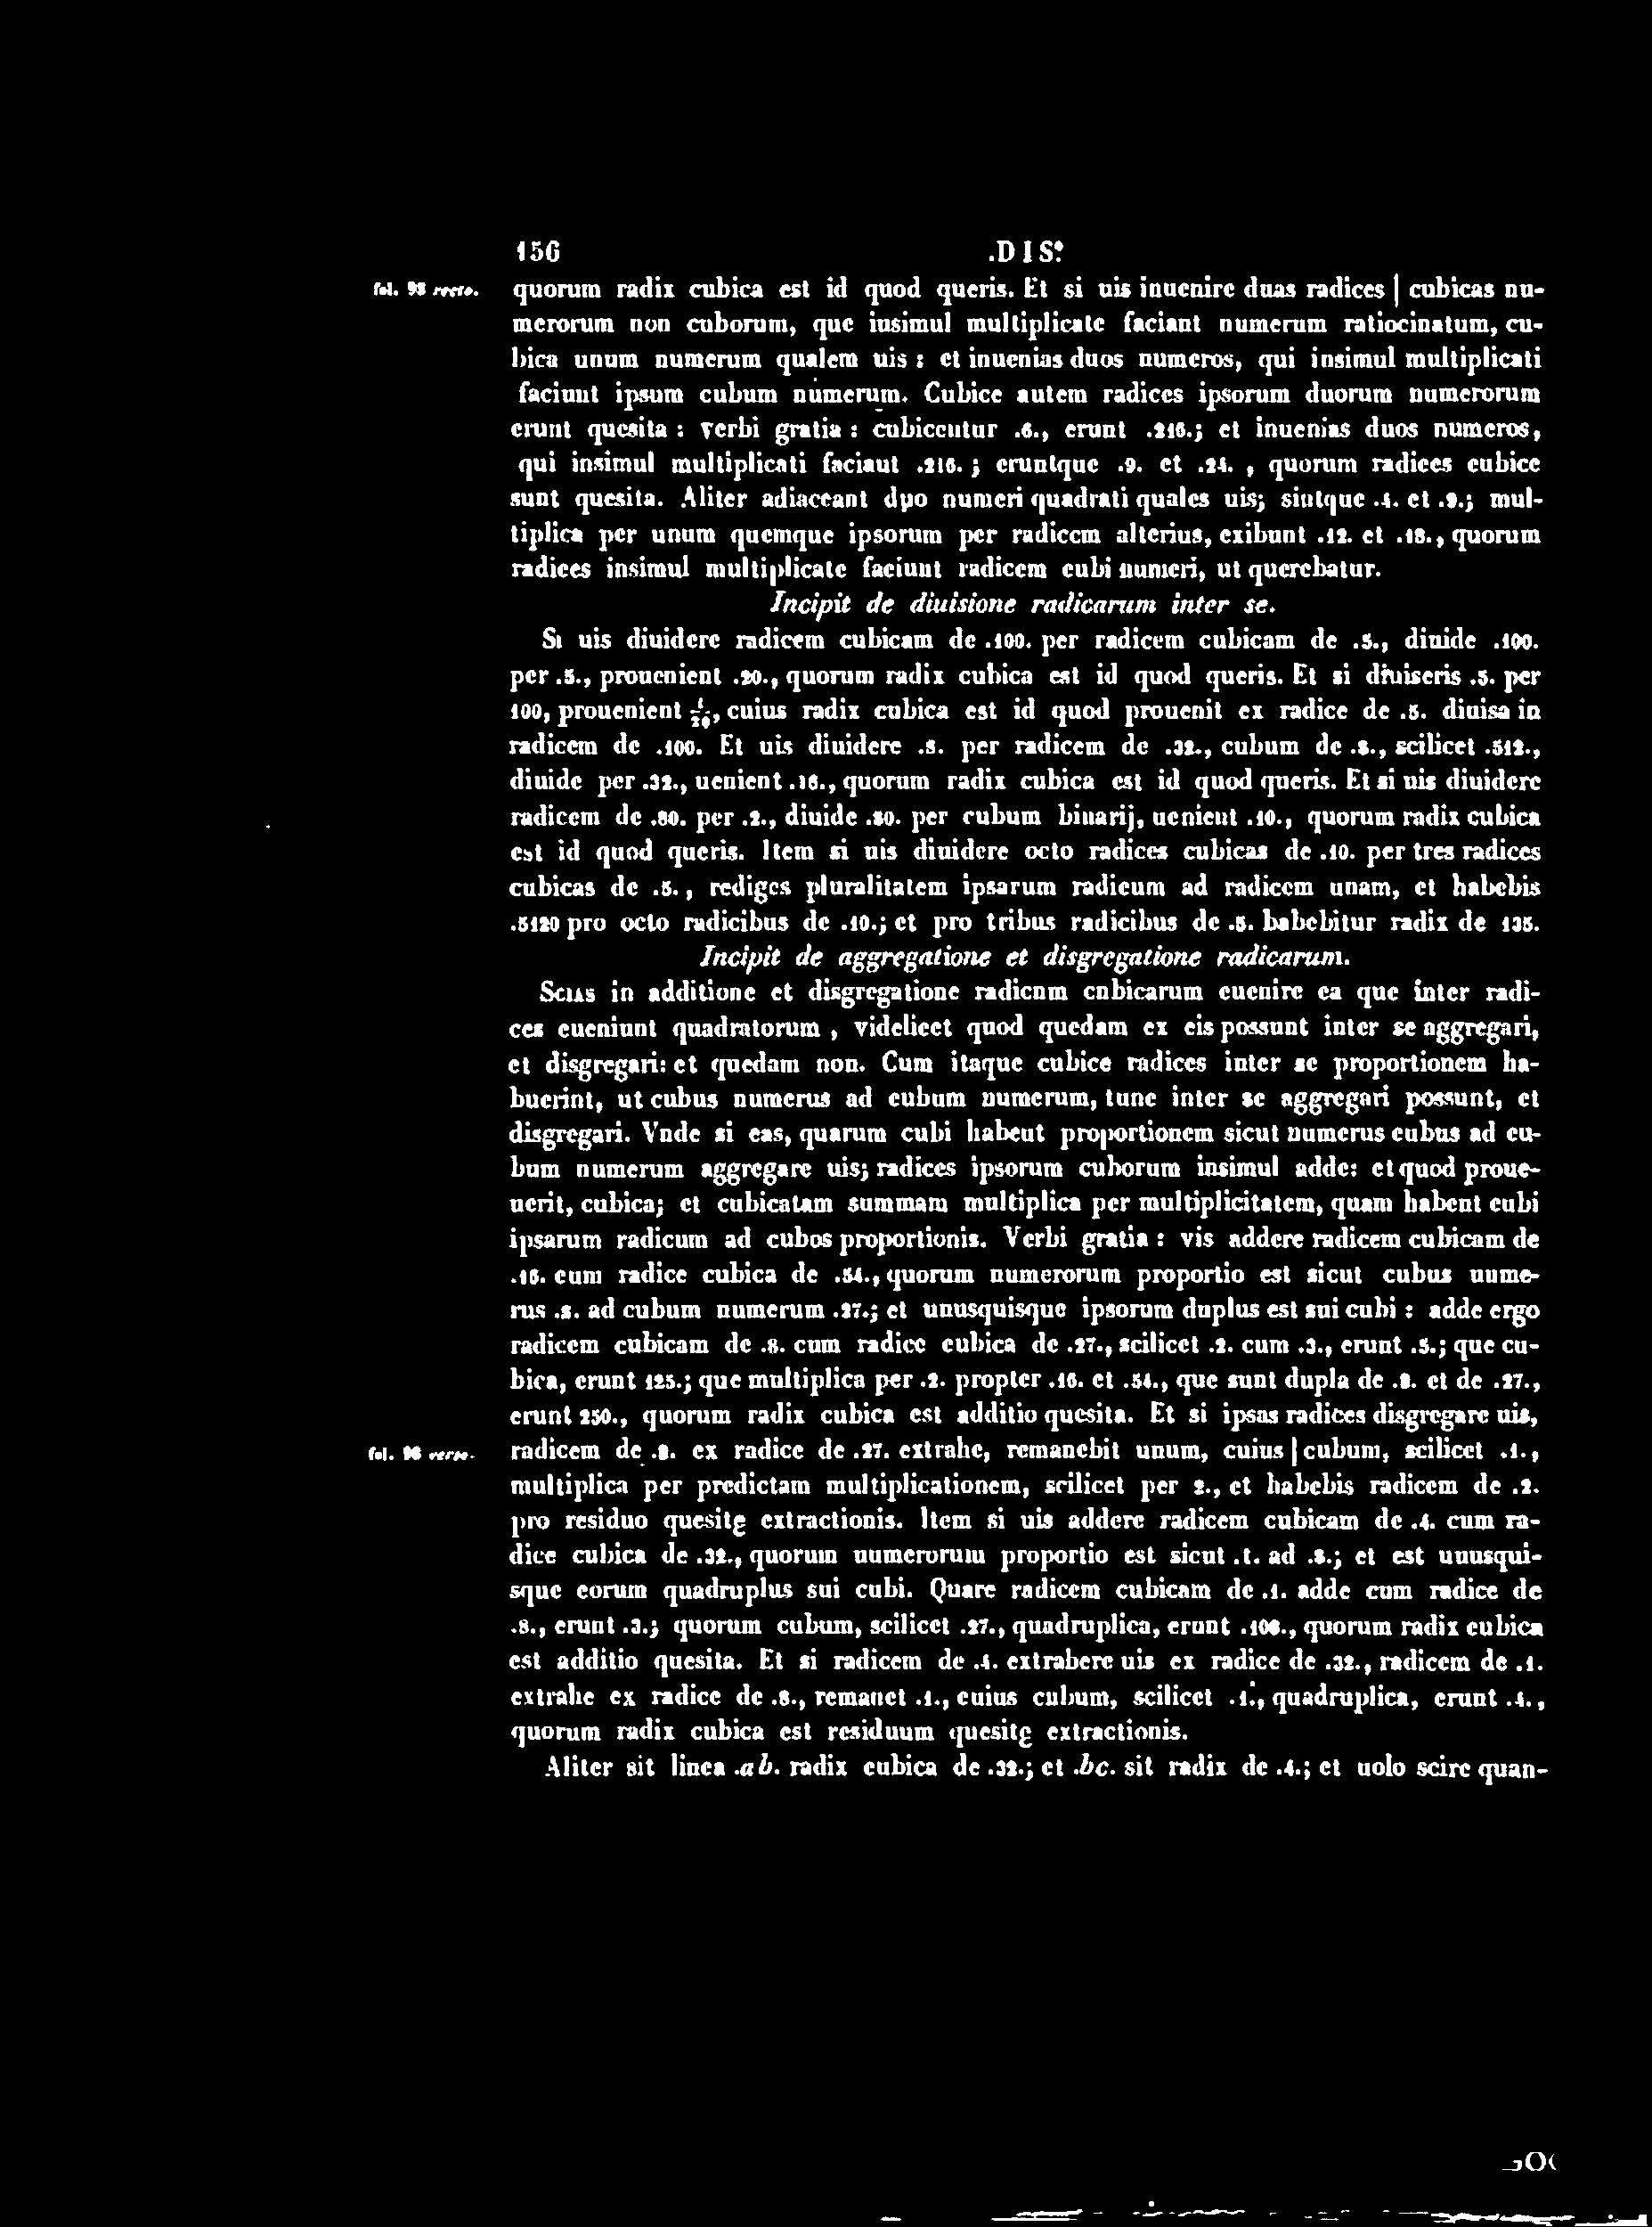 156 .DIS:
fol. 98 recto. quorum radix cubica est id quod queris. Et si uis inuenire duas radices | cubicas nu-
merorum non cuborum, que insimul multiplicate faciant numerum ratiocinatum, cu-
bica unum numerum qualem uis : et inuenias duos numeros, qui insimul multiplicati
faciunt ipsum cubum numerum. Cubice autem radices ipsorum duorum numerorum
erunt quesita : verbi gratia : cubicentur .6., erunt .216.; et inuenias duos numeros,
qui insimul multiplicati faciant .216. ; eruntque .9. et .24. , quorum radices cubice
sunt quesita. Aliter adiaceant duo numeri quadrati quales uis; sintque .4. et .9.; mul-
tiplica per unum quemque ipsorum per radicem alterius, exibunt .12. et .18., quorum
radices insimul multiplicate faciunt radicem cubi numeri, ut querebatur.
Incipit de diuisione radicarum inter se.
Si uis diuidere radicem cubicam de .100. per radicem cubicam de .5., diuide .100.
per .5., prouenient .20., quorum radix cubica est id quod queris. Et si diuiseris .5. per
100, prouenient 1/20, cuius radix cubica est id quod prouenit ex radice de .5. diuisa in
radicem de .100. Et uis diuidere .8. per radicem de .32., cubum de .8., scilicet .512.,
diuide per .32., uenient .16., quorum radix cubica est id quod queris. Et si uis diuidere
radicem de .80. per .2., diuide .80. per cubum binarij, uenient .10., quorum radix cubica
est id quod queris. Item si uis diuidere octo radices cubicas de .10. per tres radices
cubicas de .5. , rediges pluralitatem ipsarum radicum ad radicem unam, et habebis
.5120 pro octo radicibus de .10.; et pro tribus radicibus de .5. habebitur radix de 135.
Incipit de aggregatione et disgregatione radicarum.
Scias in additione et disgregatione radicum cubicarum euenire ea que inter radi-
ces eueniunt quadratorum , videlicet quod quedam ex eis possunt inter se aggregari,
et disgregari: et quedam non. Cum itaque cubice radices inter se proportionem ha-
buerint, ut cubus numerus ad cubum numerum, tunc inter se aggregari possunt, et
disgregari. Vnde si eas, quarum cubi habent proportionem sicut numerus cubus ad cu-
bum numerum aggregare uis; radices ipsorum cuborum insimul adde: et quod proue-
nerit, cubica; et cubicatam summam multiplica per multiplicitatem, quam habent cubi
ipsarum radicum ad cubos proportionis. Verbi gratia : vis addere radicem cubicam de
.16. cum radice cubica de .54., quorum numerorum proportio est sicut cubus nume-
rus .8. ad cubum numerum .27.; et unusquisque ipsorum duplus est sui cubi : adde ergo
radicem cubicam de .8. cum radice cubica de .27., scilicet .2. cum .3., erunt .5.; que cu-
bica, erunt 125.; que multiplica per .2. propter .16. et .54., que sunt dupla de .8. et de .27.,
erunt 250., quorum radix cubica est additio quesita. Et si ipsas radices disgregare uis,
fol. 98 verso. radicem de .8. ex radice de .27. extrahe, remanebit unum, cuius | cubum, scilicet .1.,
multiplica per predictam multiplicationem, scilicet per 2., et habebis radicem de .2.
pro residuo quesitę extractionis. Item si uis addere radicem cubicam de .4. cum ra-
dice cubica de .32., quorum numerorum proportio est sicut .1. ad .8.; et est unusqui-
sque eorum quadruplus sui cubi. Quare radicem cubicam de .1. adde cum radice de
.8., erunt .3.; quorum cubum, scilicet .27., quadruplica, erunt .108., quorum radix cubica
est additio quesita. Et si radicem de .4. extrahere uis ex radice de .32., radicem de .1.
extrahe ex radice de .8., remanet .1., cuius cubum, scilicet .1., quadruplica, erunt .4.,
quorum radix cubica est residuum quesitę extractionis.
Aliter sit linea .ab. radix cubica de .32.; et .bc. sit radix de .4.; et uolo scire quan-